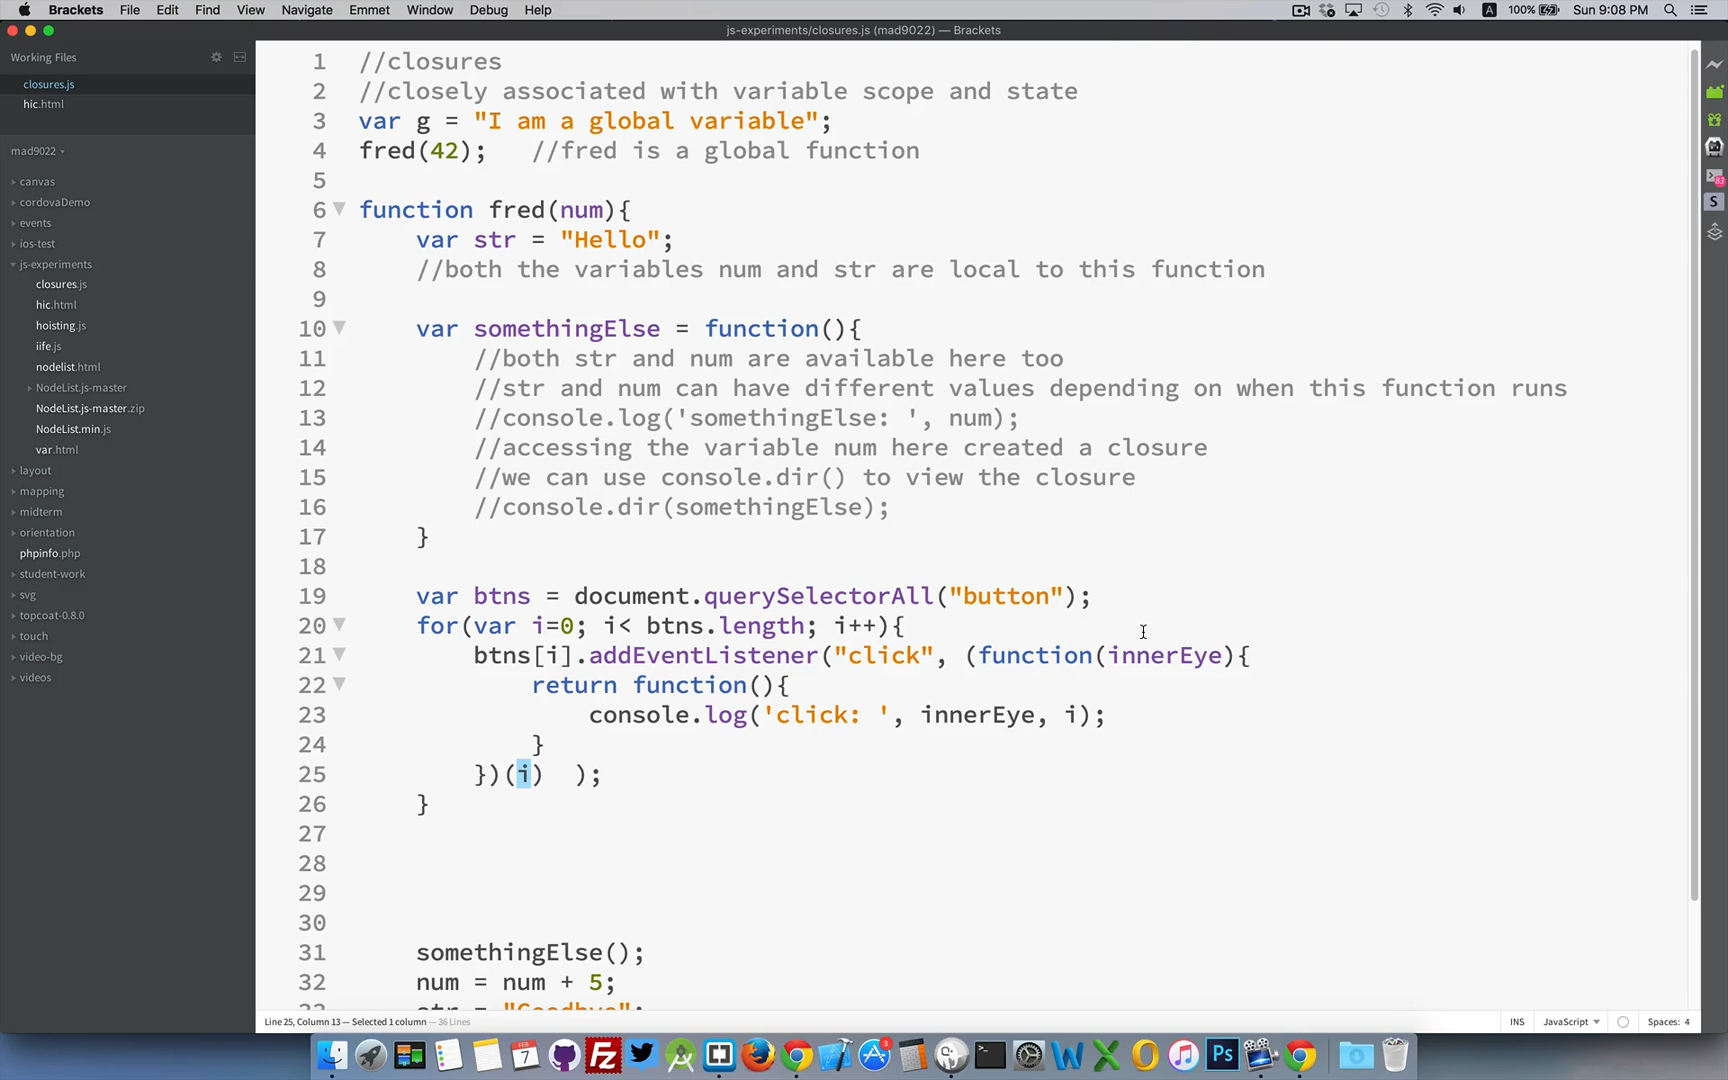 Brackets File Edit Find View Navigate Emmet Window Debug Help
A 100% Sun 9:08 PM
js-experiments/closures.js (mad9022) — Brackets
Working Files
closures.js
hic.html
mad9022
canvas
cordovaDemo
events
ios-test
js-experiments
closures.js
hic.html
hoisting.js
iife.js
nodelist.html
NodeList.js-master
NodeList.js-master.zip
NodeList.min.js
var.html
layout
mapping
midterm
orientation
phpinfo.php
student-work
svg
topcoat-0.8.0
touch
video-bg
videos
1 //closures
2 //closely associated with variable scope and state
3 var g = "I am a global variable";
4 fred(42);   //fred is a global function
5
6 function fred(num){
7     var str = "Hello";
8     //both the variables num and str are local to this function
9
10     var somethingElse = function(){
11         //both str and num are available here too
12         //str and num can have different values depending on when this function runs
13         //console.log('somethingElse: ', num);
14         //accessing the variable num here created a closure
15         //we can use console.dir() to view the closure
16         //console.dir(somethingElse);
17     }
18
19     var btns = document.querySelectorAll("button");
20     for(var i=0; i< btns.length; i++){
21         btns[i].addEventListener("click", (function(innerEye){
22             return function(){
23                 console.log('click: ', innerEye, i);
24             }
25         })(i)  );
26     }
27
28
29
30
31     somethingElse();
32     num = num + 5;
Line 25, Column 13 — Selected 1 column — 36 Lines
INS JavaScript Spaces: 4
83
S
FEB
7
FZ
3
Ps